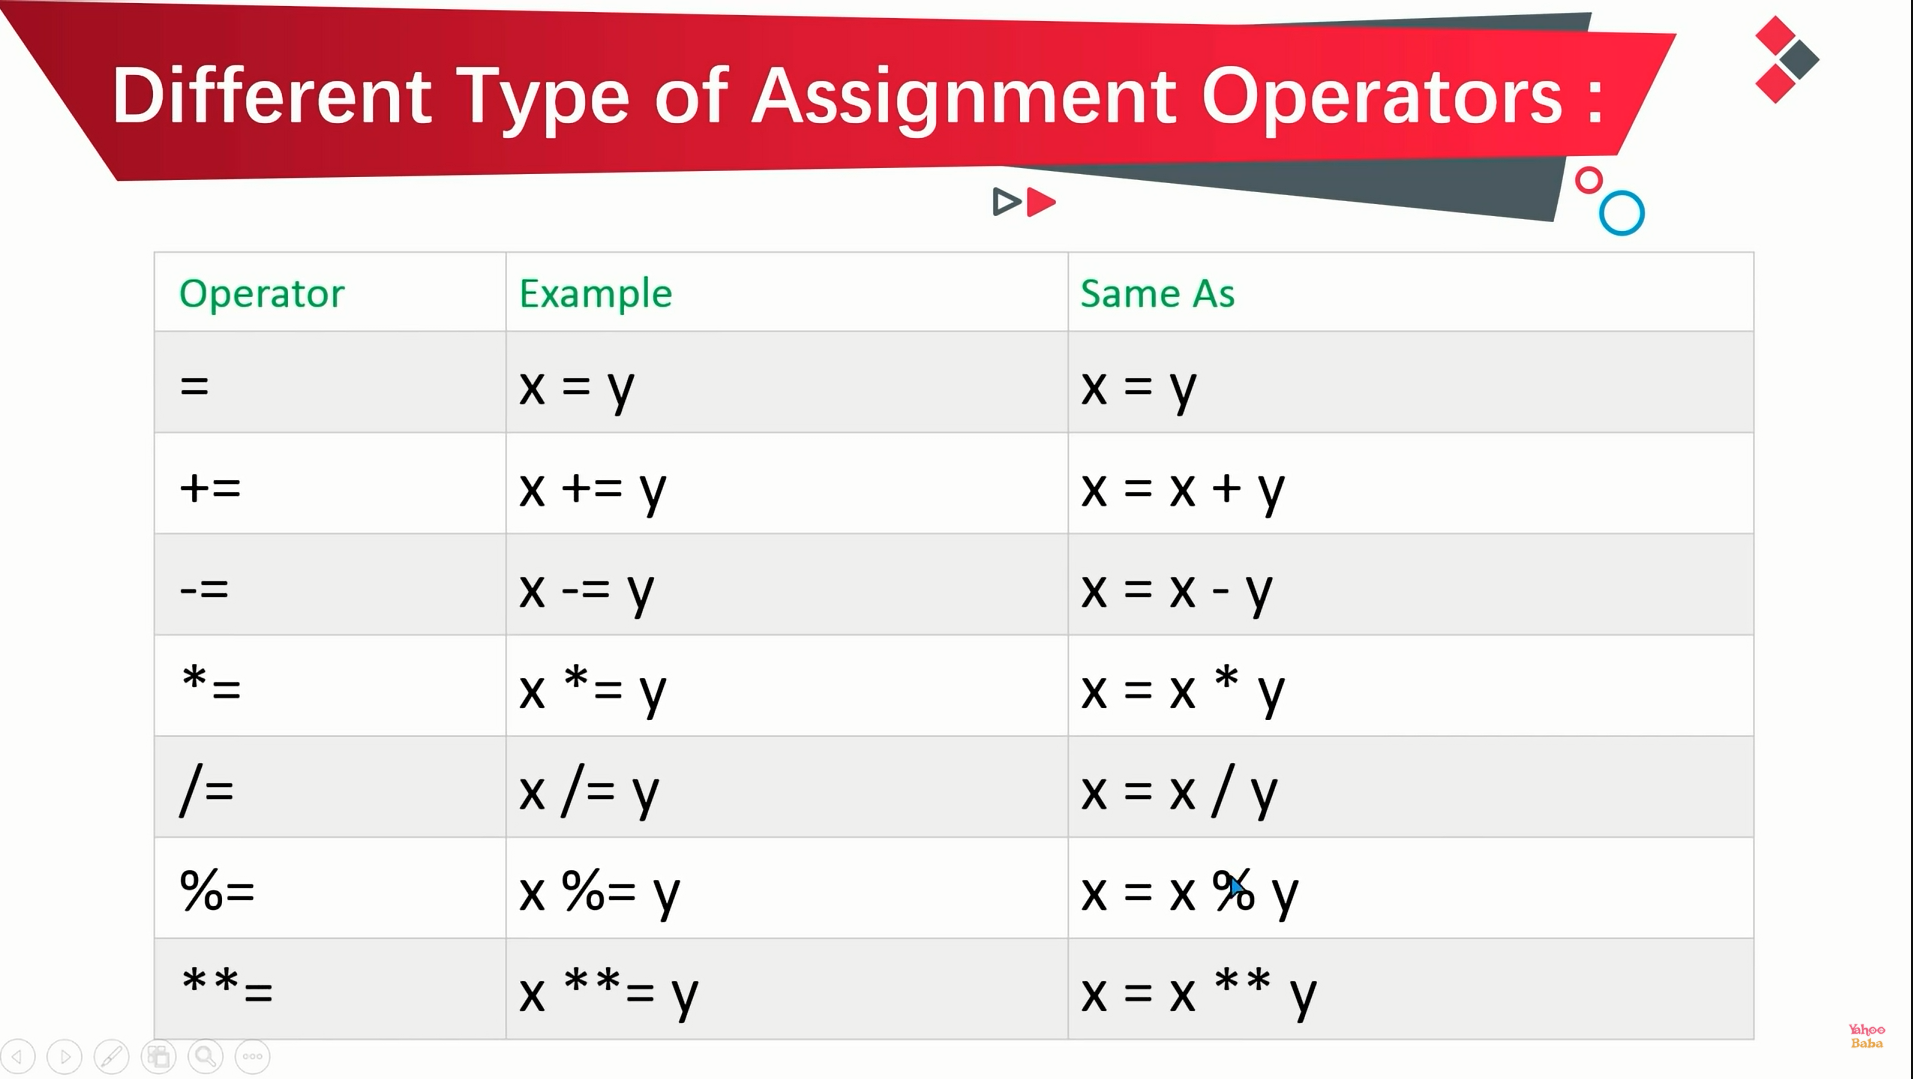 Different Type of Assignment Operators :
Operator Example Same As
= x = y x = y
+= x += y x = x + y
-= x -= y x = x - y
*= x *= y x = x * y
/= x /= y x = x / y
%= x %= y x = x % y
**= x **= y x = x ** y
Yahoo
Baba